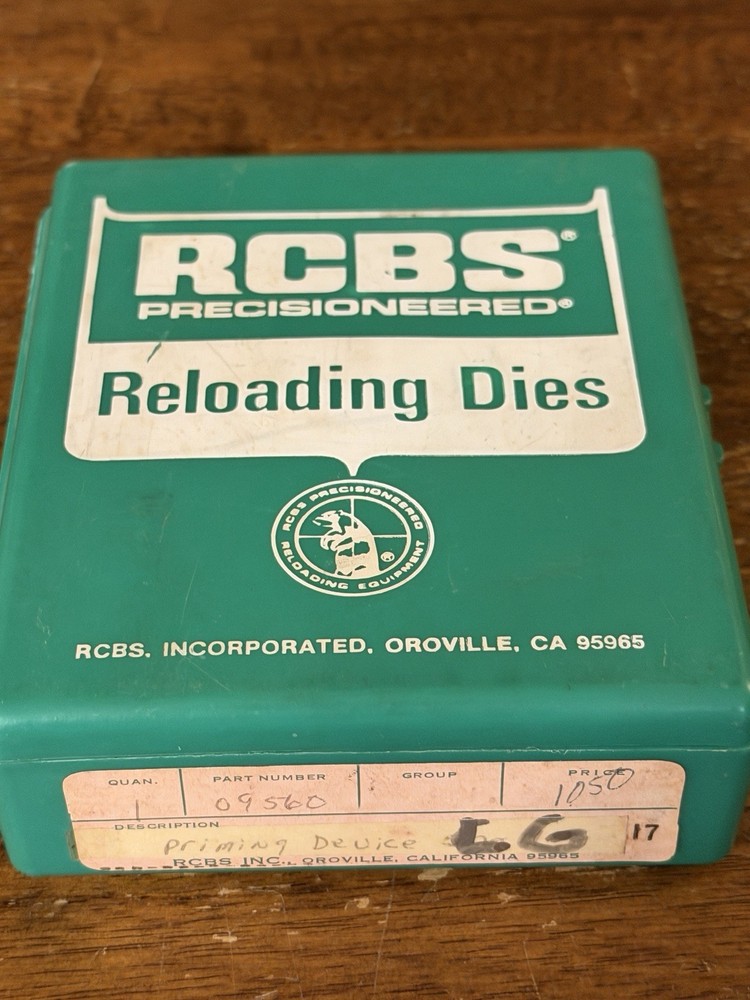 RCBS®
PRECISIONEERED®
Reloading Dies
RCBS PRECISIONEERED
RELOADING EQUIPMENT ®
RCBS. INCORPORATED. OROVILLE, CA 95965
QUAN. PART NUMBER GROUP PRICE
1 09560 1050
DESCRIPTION
Priming Device LG 17
RCBS INC., OROVILLE, CALIFORNIA 95965